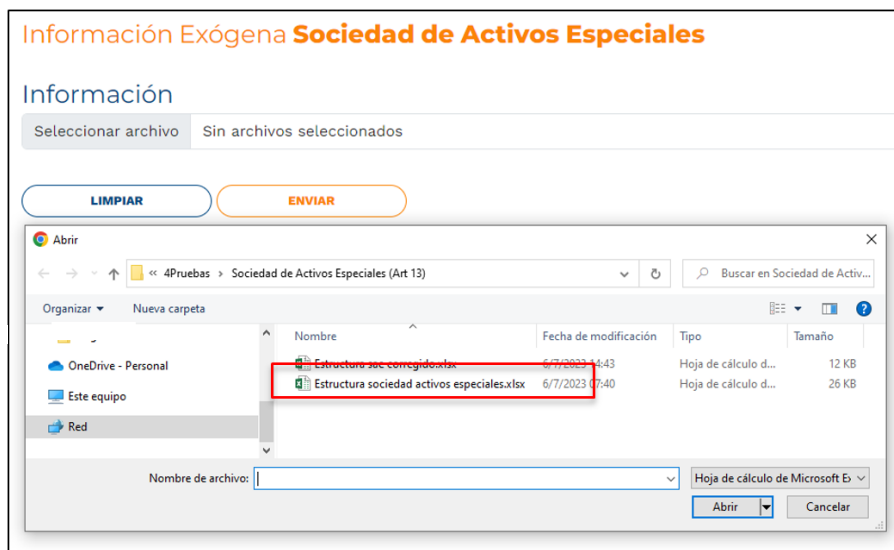 Información Exógena Sociedad de Activos Especiales
Información
Seleccionar archivo Sin archivos seleccionados
LIMPIAR ENVIAR
Abrir
« 4Pruebas › Sociedad de Activos Especiales (Art 13) Buscar en Sociedad de Activ...
Organizar Nueva carpeta
Nombre Fecha de modificación Tipo Tamaño
Estructura soc corregido.xlsx 6/7/2023 14:43 Hoja de cálculo d... 12 KB
OneDrive - Personal
Estructura sociedad activos especiales.xlsx 6/7/2023 07:40 Hoja de cálculo d... 26 KB
Este equipo
Red
Nombre de archivo: Hoja de cálculo de Microsoft Ex
Abrir Cancelar